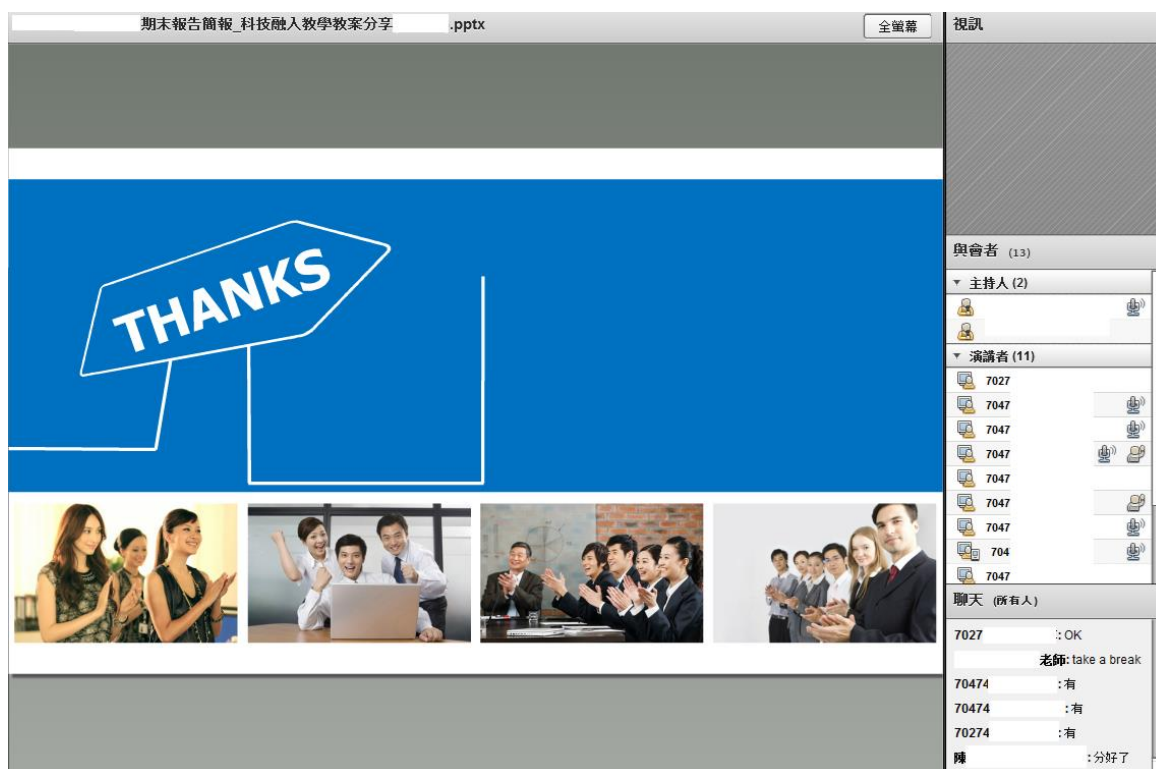 期末報告簡報_科技融入教學教案分享 .pptx
全螢幕
THANKS
視訊
與會者 (13)
主持人 (2)
演講者 (11)
7027
7047
7047
7047
7047
7047
7047
704
7047
聊天 (所有人)
7027 : OK
老師: take a break
70474 : 有
70474 : 有
70274 : 有
陳 : 分好了